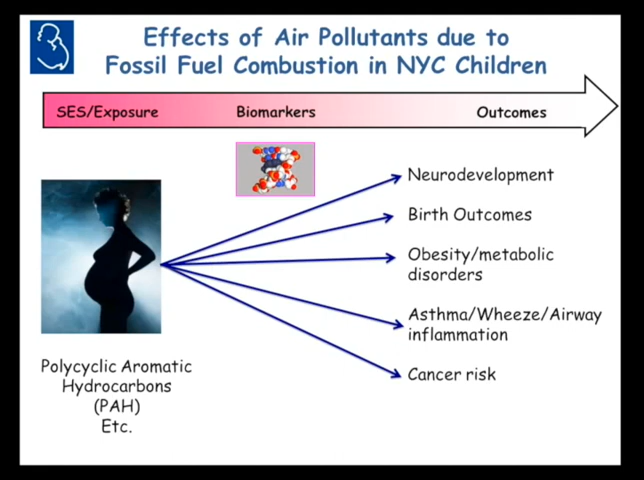 Effects of Air Pollutants due to
Fossil Fuel Combustion in NYC Children
SES/Exposure Biomarkers Outcomes
Neurodevelopment
Birth Outcomes
Obesity/metabolic
disorders
Asthma/Wheeze/Airway
inflammation
Cancer risk
Polycyclic Aromatic
Hydrocarbons
(PAH)
Etc.